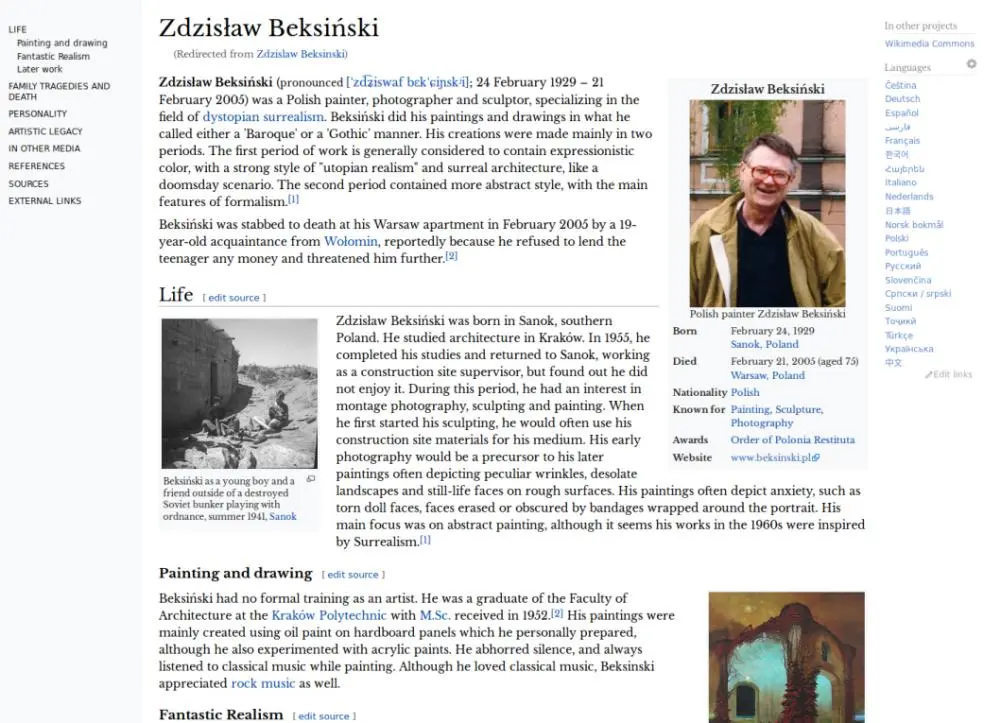 LIFE
Painting and drawing
Fantastic Realism
Later work
FAMILY TRAGEDIES AND
DEATH
PERSONALITY
ARTISTIC LEGACY
IN OTHER MEDIA
REFERENCES
SOURCES
EXTERNAL LINKS
Zdzisław Beksiński
(Redirected from Zdzislaw Beksinski)
Zdzisław Beksiński (pronounced [ˈzd͡ʑiswaf bɛkˈɕiɲskʲi]; 24 February 1929 – 21
February 2005) was a Polish painter, photographer and sculptor, specializing in the
field of dystopian surrealism. Beksiński did his paintings and drawings in what he
called either a 'Baroque' or a 'Gothic' manner. His creations were made mainly in two
periods. The first period of work is generally considered to contain expressionistic
color, with a strong style of "utopian realism" and surreal architecture, like a
doomsday scenario. The second period contained more abstract style, with the main
features of formalism.[1]
Beksiński was stabbed to death at his Warsaw apartment in February 2005 by a 19-
year-old acquaintance from Wołomin, reportedly because he refused to lend the
teenager any money and threatened him further.[2]
Life [ edit source ]
Beksiński as a young boy and a
friend outside of a destroyed
Soviet bunker playing with
ordnance, summer 1941, Sanok
Zdzisław Beksiński was born in Sanok, southern
Poland. He studied architecture in Kraków. In 1955, he
completed his studies and returned to Sanok, working
as a construction site supervisor, but found out he did
not enjoy it. During this period, he had an interest in
montage photography, sculpting and painting. When
he first started his sculpting, he would often use his
construction site materials for his medium. His early
photography would be a precursor to his later
paintings often depicting peculiar wrinkles, desolate
landscapes and still-life faces on rough surfaces. His paintings often depict anxiety, such as
torn doll faces, faces erased or obscured by bandages wrapped around the portrait. His
main focus was on abstract painting, although it seems his works in the 1960s were inspired
by Surrealism.[1]
Painting and drawing [ edit source ]
Beksiński had no formal training as an artist. He was a graduate of the Faculty of
Architecture at the Kraków Polytechnic with M.Sc. received in 1952.[2] His paintings were
mainly created using oil paint on hardboard panels which he personally prepared,
although he also experimented with acrylic paints. He abhorred silence, and always
listened to classical music while painting. Although he loved classical music, Beksinski
appreciated rock music as well.
Fantastic Realism [ edit source ]
Zdzisław Beksiński
Polish painter Zdzisław Beksiński
Born February 24, 1929
Sanok, Poland
Died February 21, 2005 (aged 75)
Warsaw, Poland
Nationality Polish
Known for Painting, Sculpture,
Photography
Awards Order of Polonia Restituta
Website www.beksinski.pl
In other projects
Wikimedia Commons
Languages
Čeština
Deutsch
Español
فارسی
Français
한국어
Հայերեն
Italiano
Nederlands
日本語
Norsk bokmål
Polski
Português
Русский
Slovenčina
Српски / srpski
Suomi
Тоҷикӣ
Türkçe
Українська
中文
Edit links